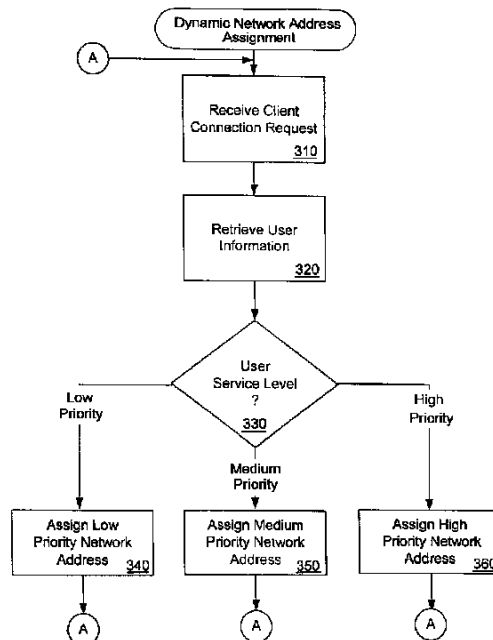 Dynamic Network Address
Assignment
A
Receive Client
Connection Request
310
Retrieve User
Information
320
User
Service Level
?
330
Low
Priority
High
Priority
Medium
Priority
Assign Low
Priority Network
Address 340
Assign Medium
Priority Network
Address 350
Assign High
Priority Network
Address 360
A
A
A